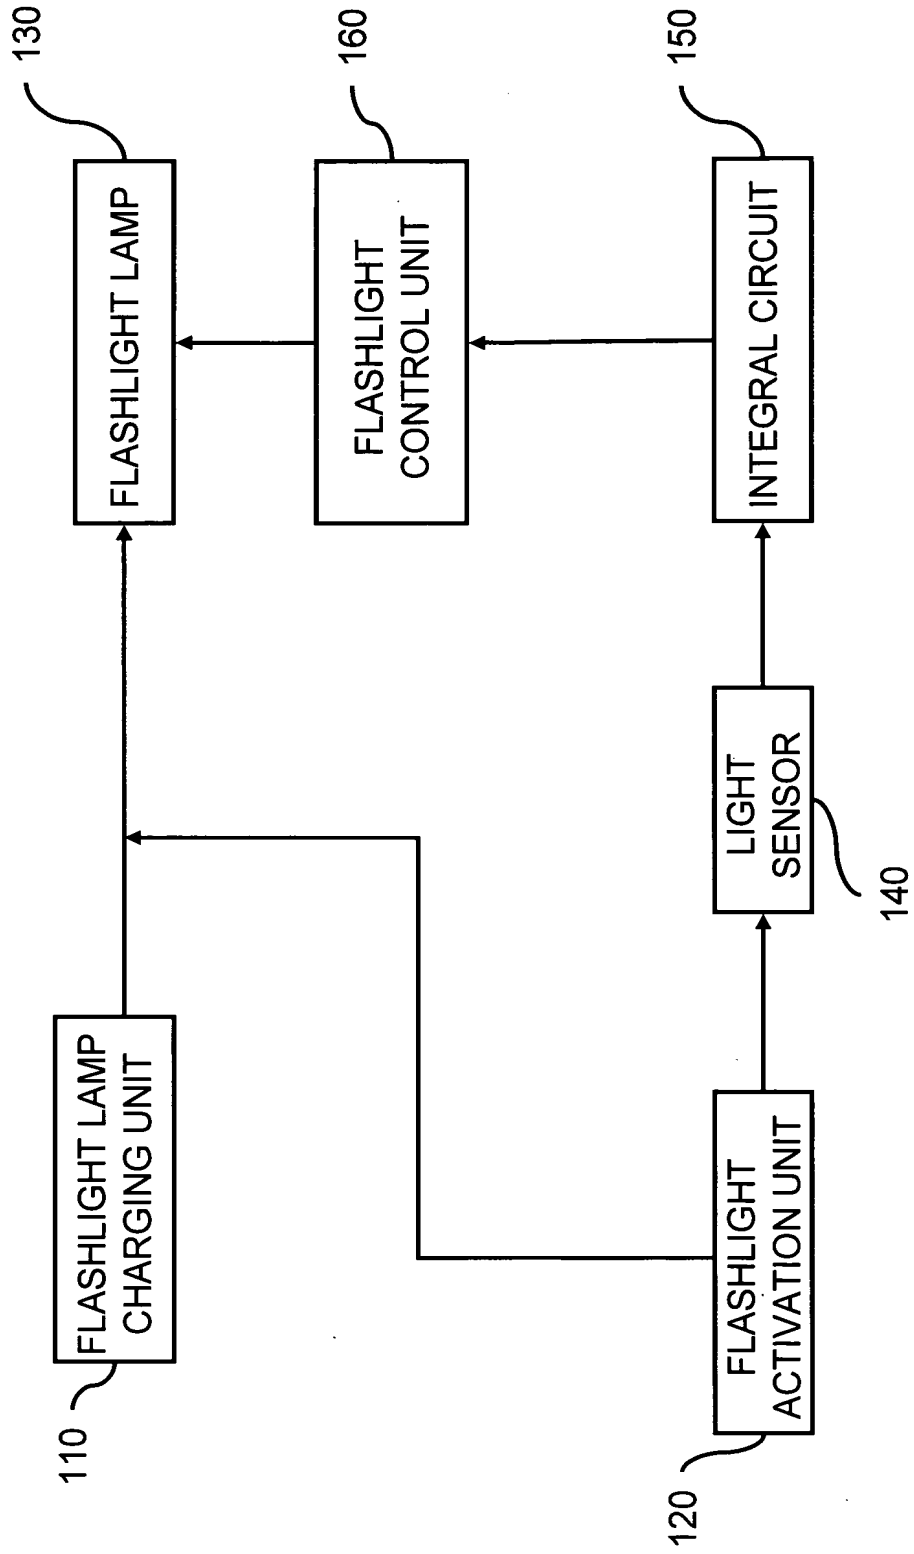 110
FLASHLIGHT LAMP
CHARGING UNIT
FLASHLIGHT LAMP
130
FLASHLIGHT
CONTROL UNIT
160
120
FLASHLIGHT
ACTIVATION UNIT
LIGHT
SENSOR
140
INTEGRAL CIRCUIT
150